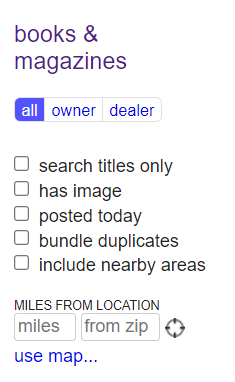 books &
magazines
all owner dealer
search titles only
has image
posted today
bundle duplicates
include nearby areas
MILES FROM LOCATION
miles from zip
use map...